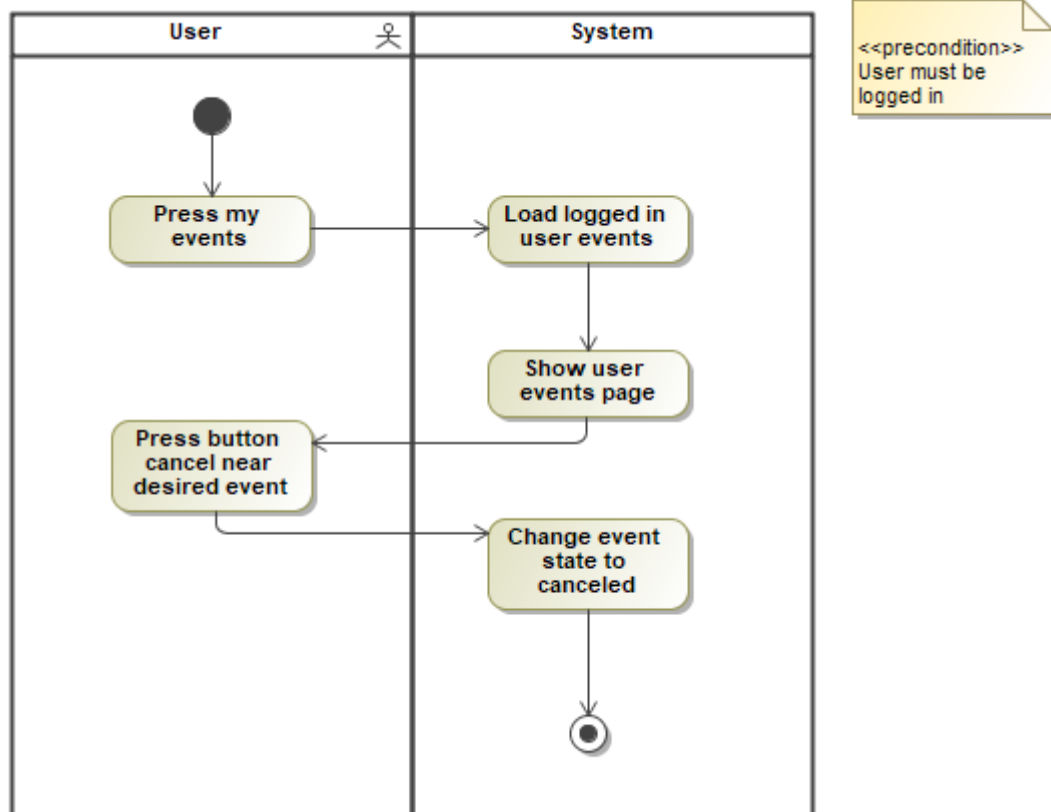 User
System
<<precondition>>
User must be
logged in
Press my
events
Load logged in
user events
Show user
events page
Press button
cancel near
desired event
Change event
state to
canceled